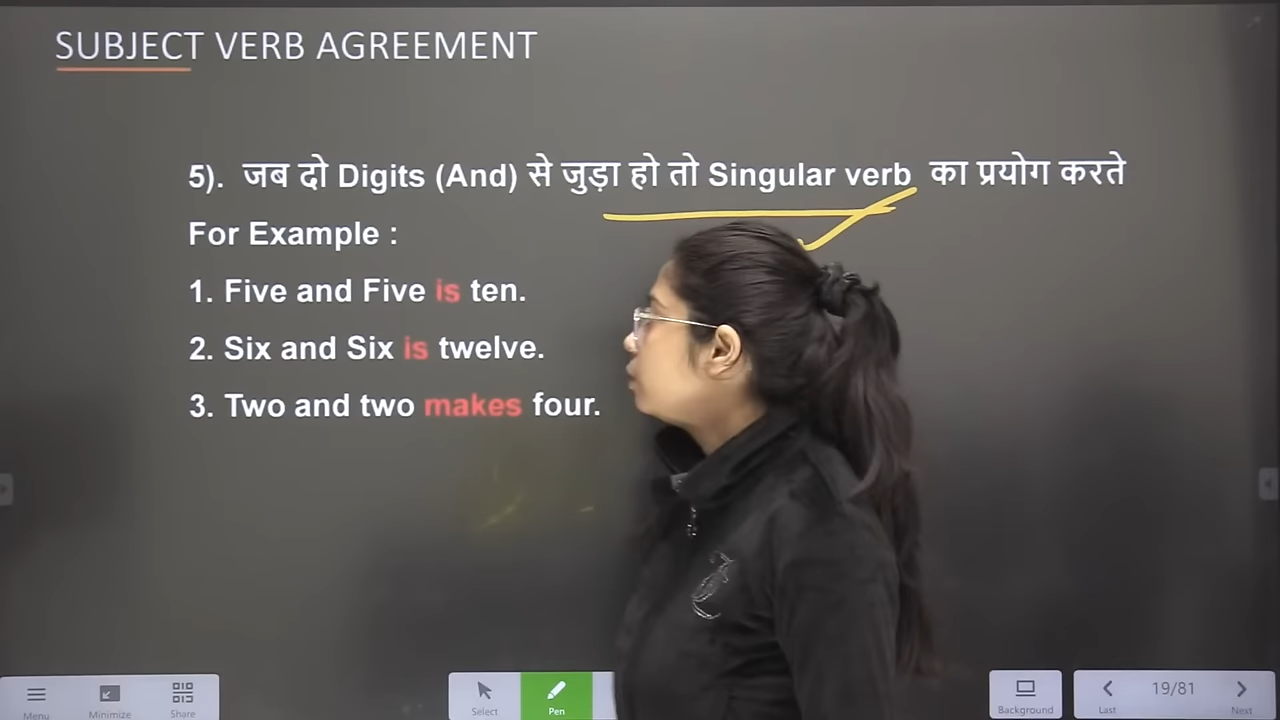 SUBJECT VERB AGREEMENT
5). जब दो Digits (And) से जुड़ा हो तो Singular verb का प्रयोग करते
For Example :
1. Five and Five is ten.
2. Six and Six is twelve.
3. Two and two makes four.
Menu Minimize Share Select Pen Background Last 19/81 Next